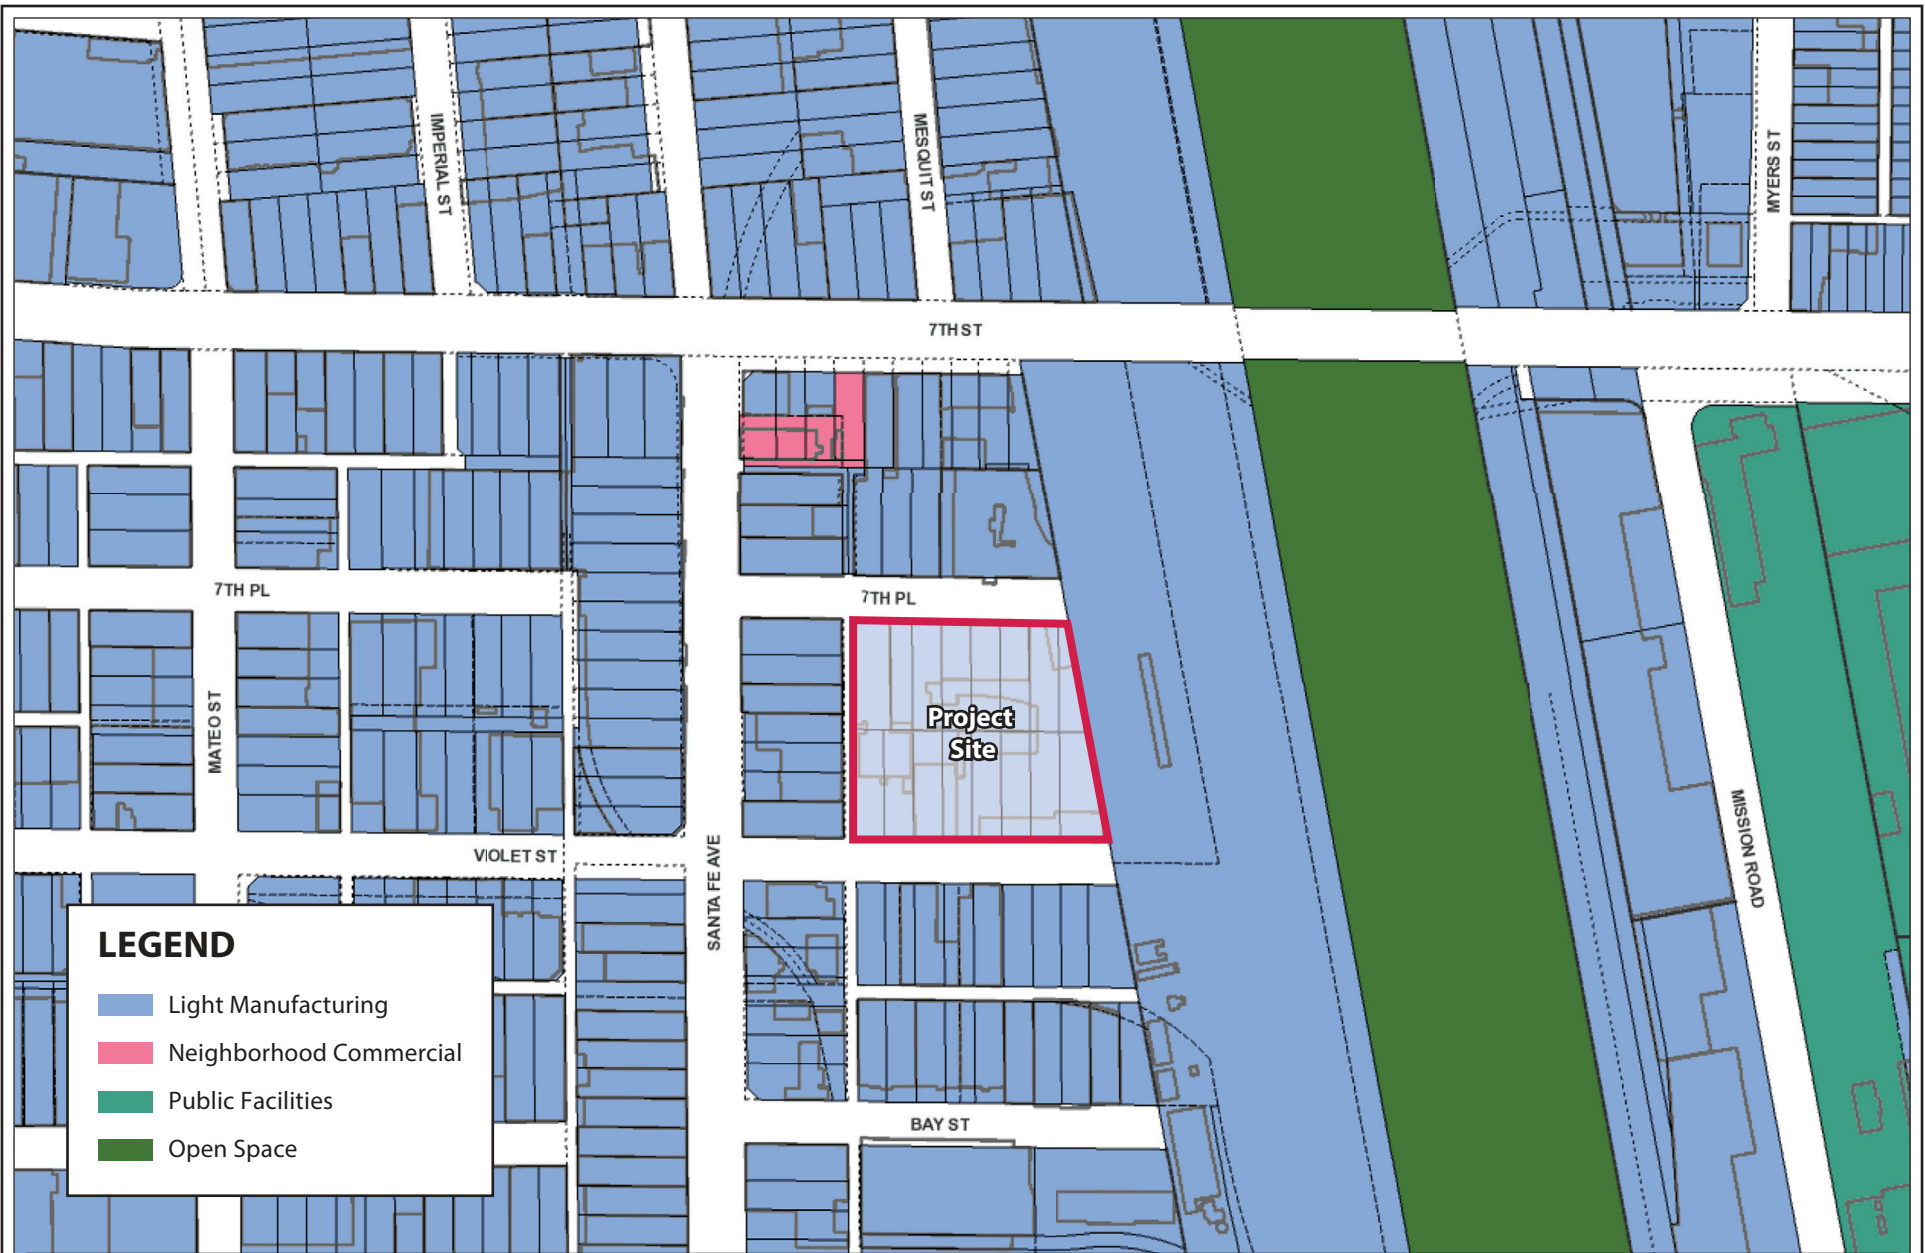 IMPERIAL ST
MESQUIT ST
MYERS ST
7TH ST
7TH PL
7TH PL
MATEO ST
Project
Site
VIOLET ST
SANTA FE AVE
MISSION ROAD
BAY ST
LEGEND
Light Manufacturing
Neighborhood Commercial
Public Facilities
Open Space